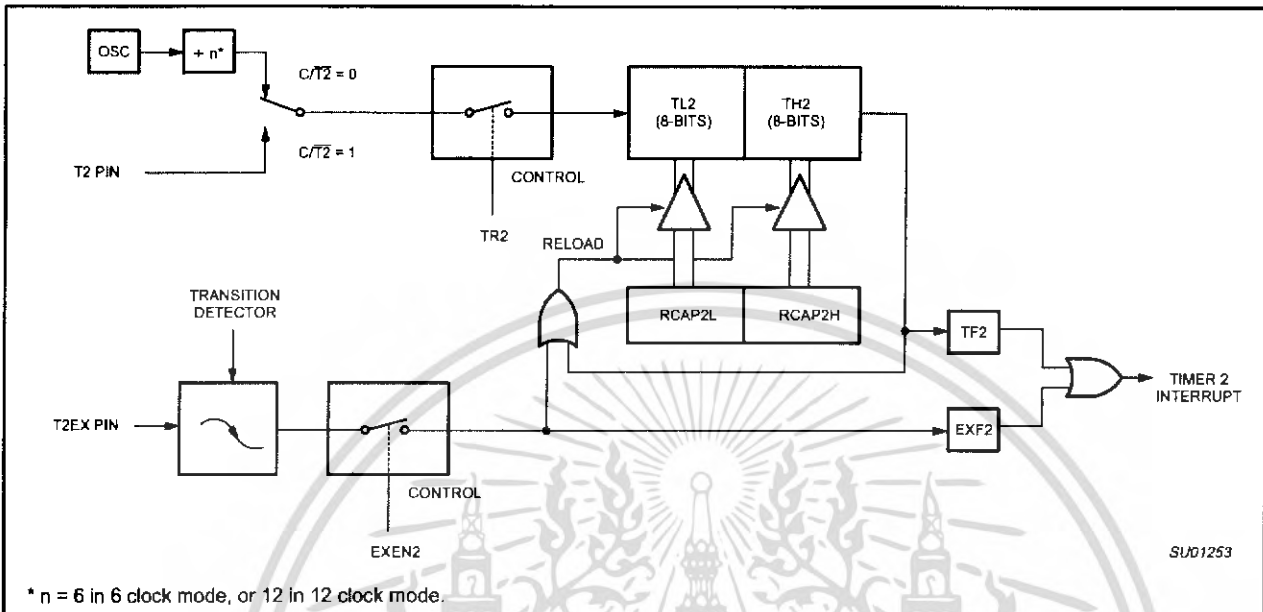 OSC
÷ n*
C/T2̅ = 0
C/T2̅ = 1
T2 PIN
CONTROL
TR2
TL2
(8-BITS)
TH2
(8-BITS)
RELOAD
RCAP2L
RCAP2H
TRANSITION
DETECTOR
T2EX PIN
CONTROL
EXEN2
TF2
EXF2
TIMER 2
INTERRUPT
SU01253
* n = 6 in 6 clock mode, or 12 in 12 clock mode.